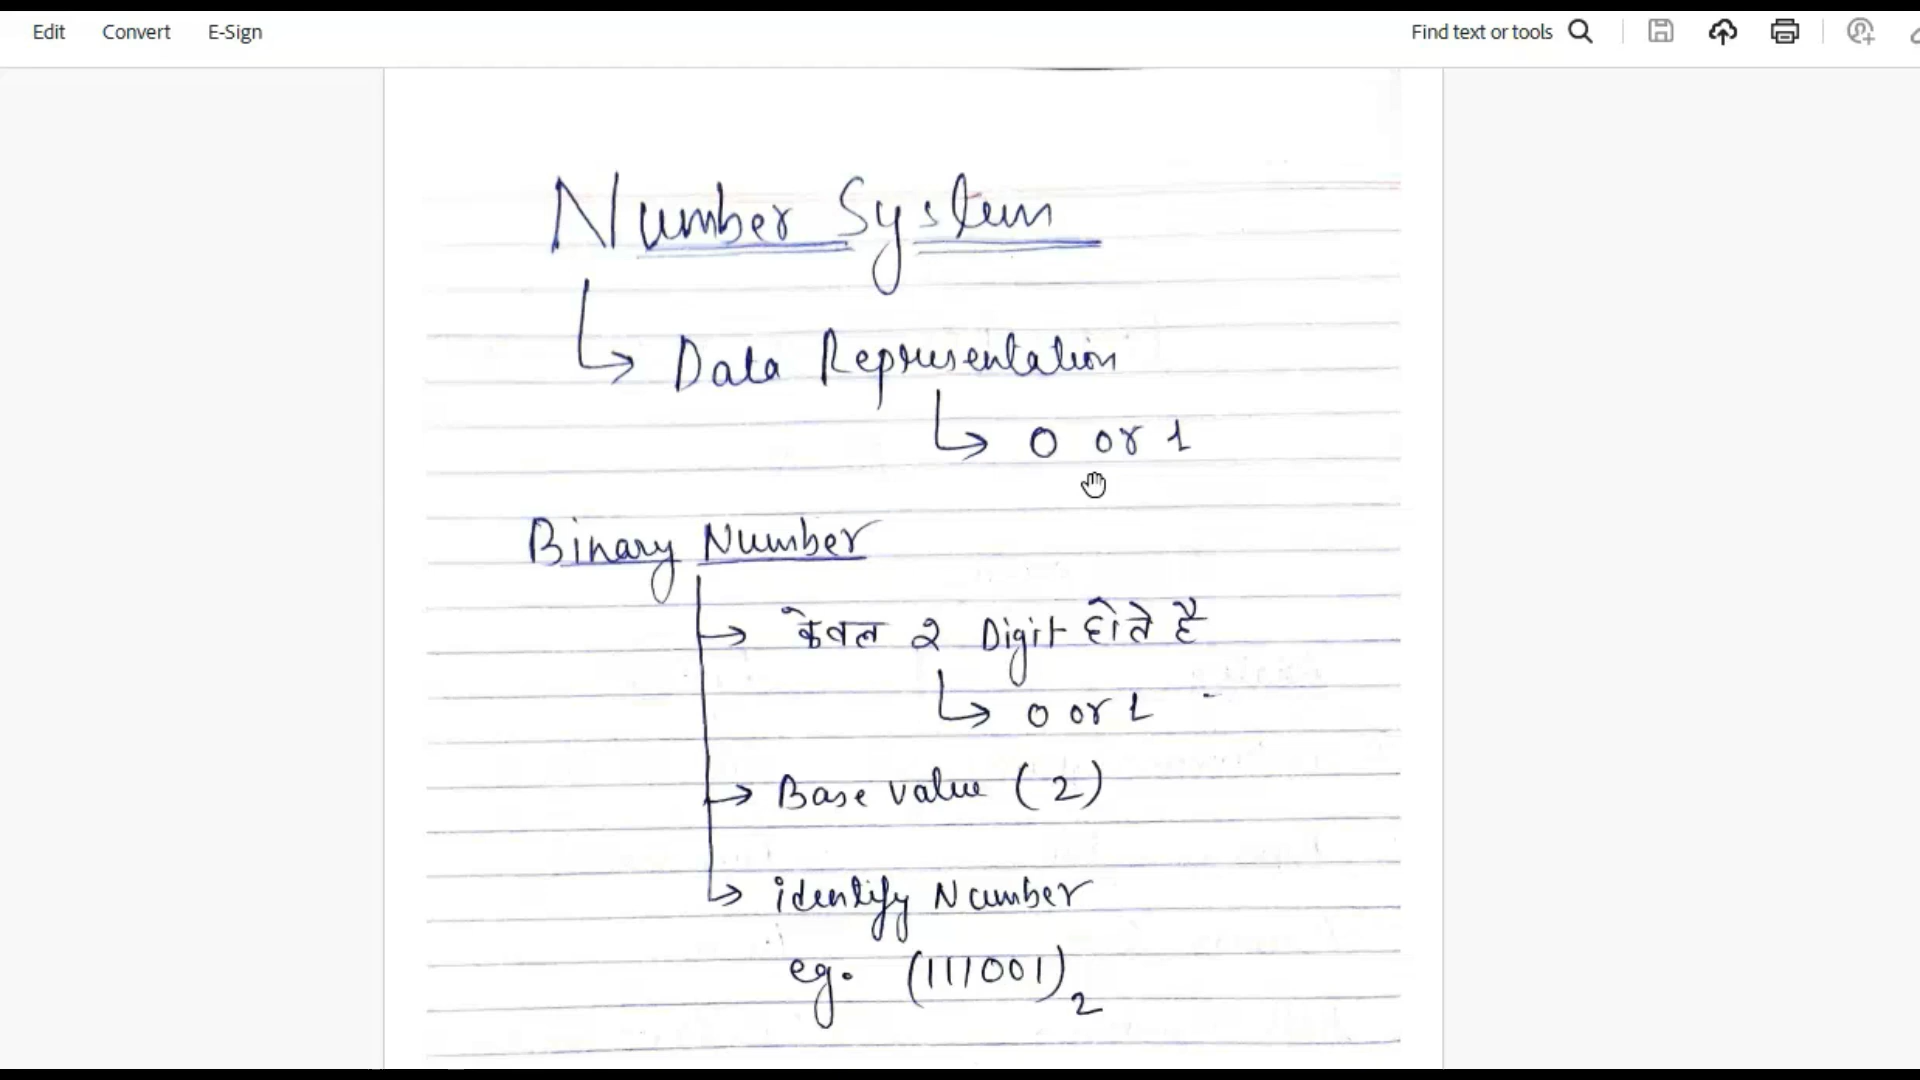 Edit Convert E-Sign Find text or tools
Number System
Data Representation
0 or 1
Binary Number
केवल 2 Digit होते है
0 or 1
Base value (2)
identify Number
eg. (111001)2